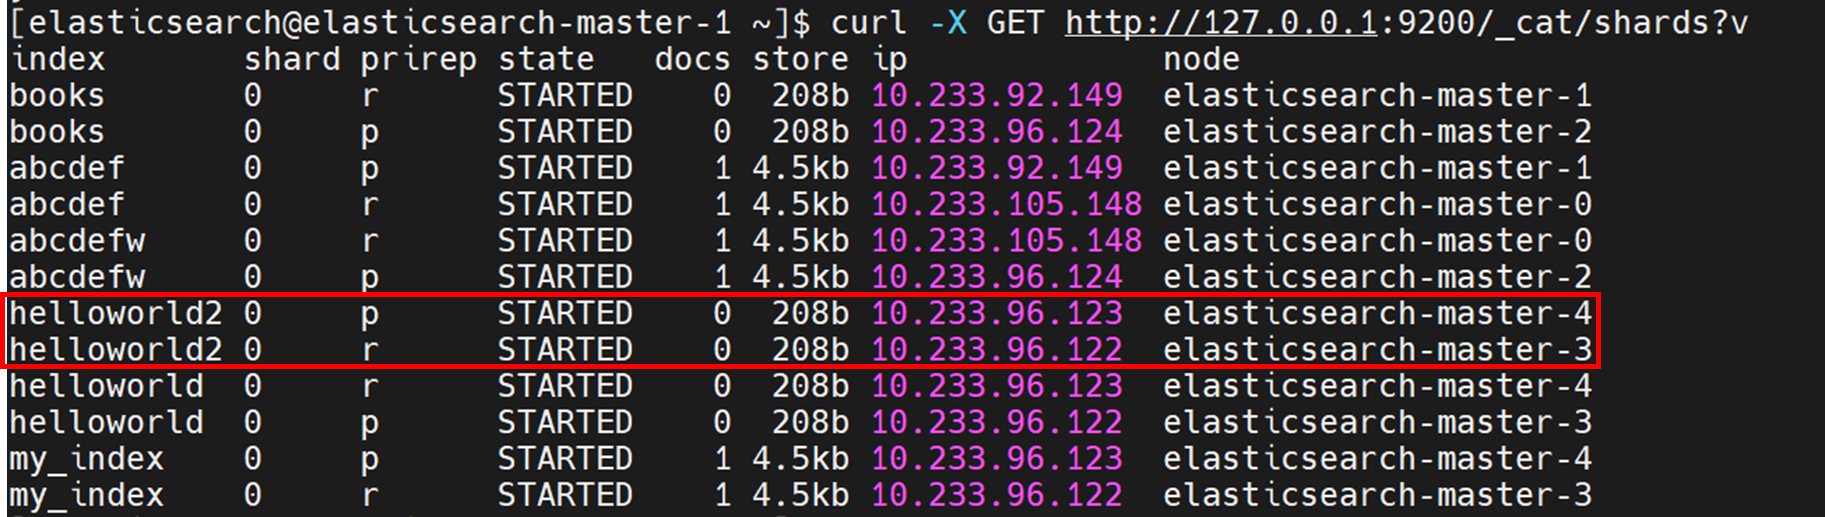 [elasticsearch@elasticsearch-master-1 ~]$ curl -X GET http://127.0.0.1:9200/_cat/shards?v
index       shard prirep state   docs store ip             node
books       0     r      STARTED    0  208b 10.233.92.149  elasticsearch-master-1
books       0     p      STARTED    0  208b 10.233.96.124  elasticsearch-master-2
abcdef      0     p      STARTED    1 4.5kb 10.233.92.149  elasticsearch-master-1
abcdef      0     r      STARTED    1 4.5kb 10.233.105.148 elasticsearch-master-0
abcdefw     0     r      STARTED    1 4.5kb 10.233.105.148 elasticsearch-master-0
abcdefw     0     p      STARTED    1 4.5kb 10.233.96.124  elasticsearch-master-2
helloworld2 0     p      STARTED    0  208b 10.233.96.123  elasticsearch-master-4
helloworld2 0     r      STARTED    0  208b 10.233.96.122  elasticsearch-master-3
helloworld  0     r      STARTED    0  208b 10.233.96.123  elasticsearch-master-4
helloworld  0     p      STARTED    0  208b 10.233.96.122  elasticsearch-master-3
my_index    0     p      STARTED    1 4.5kb 10.233.96.123  elasticsearch-master-4
my_index    0     r      STARTED    1 4.5kb 10.233.96.122  elasticsearch-master-3